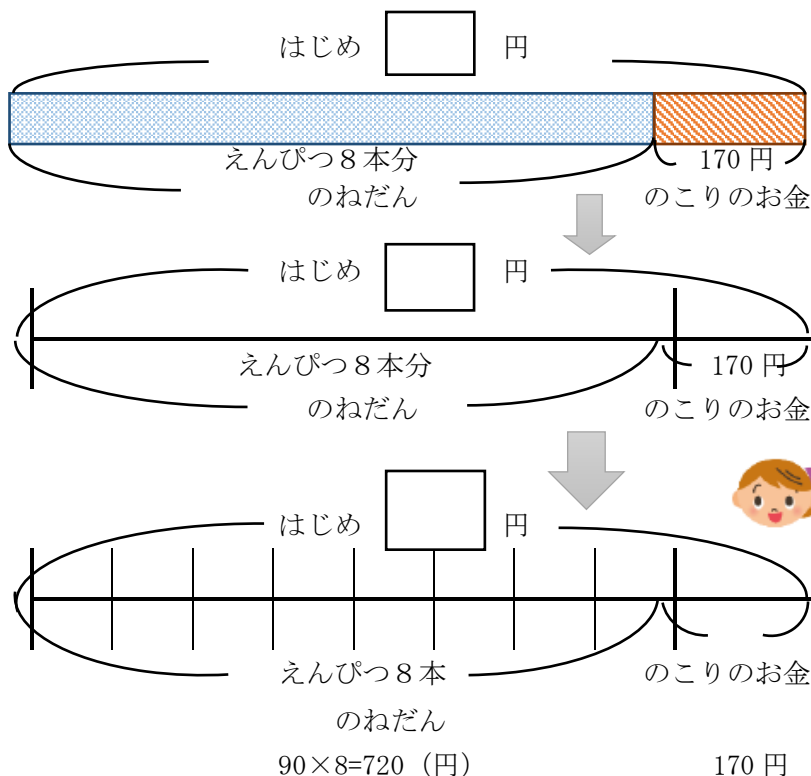 はじめ 円
えんぴつ８本分 170 円
のねだん のこりのお金
はじめ 円
えんぴつ８本分 170 円
のねだん のこりのお金
はじめ 円
えんぴつ８本 のこりのお金
のねだん
90×8=720（円） 170 円